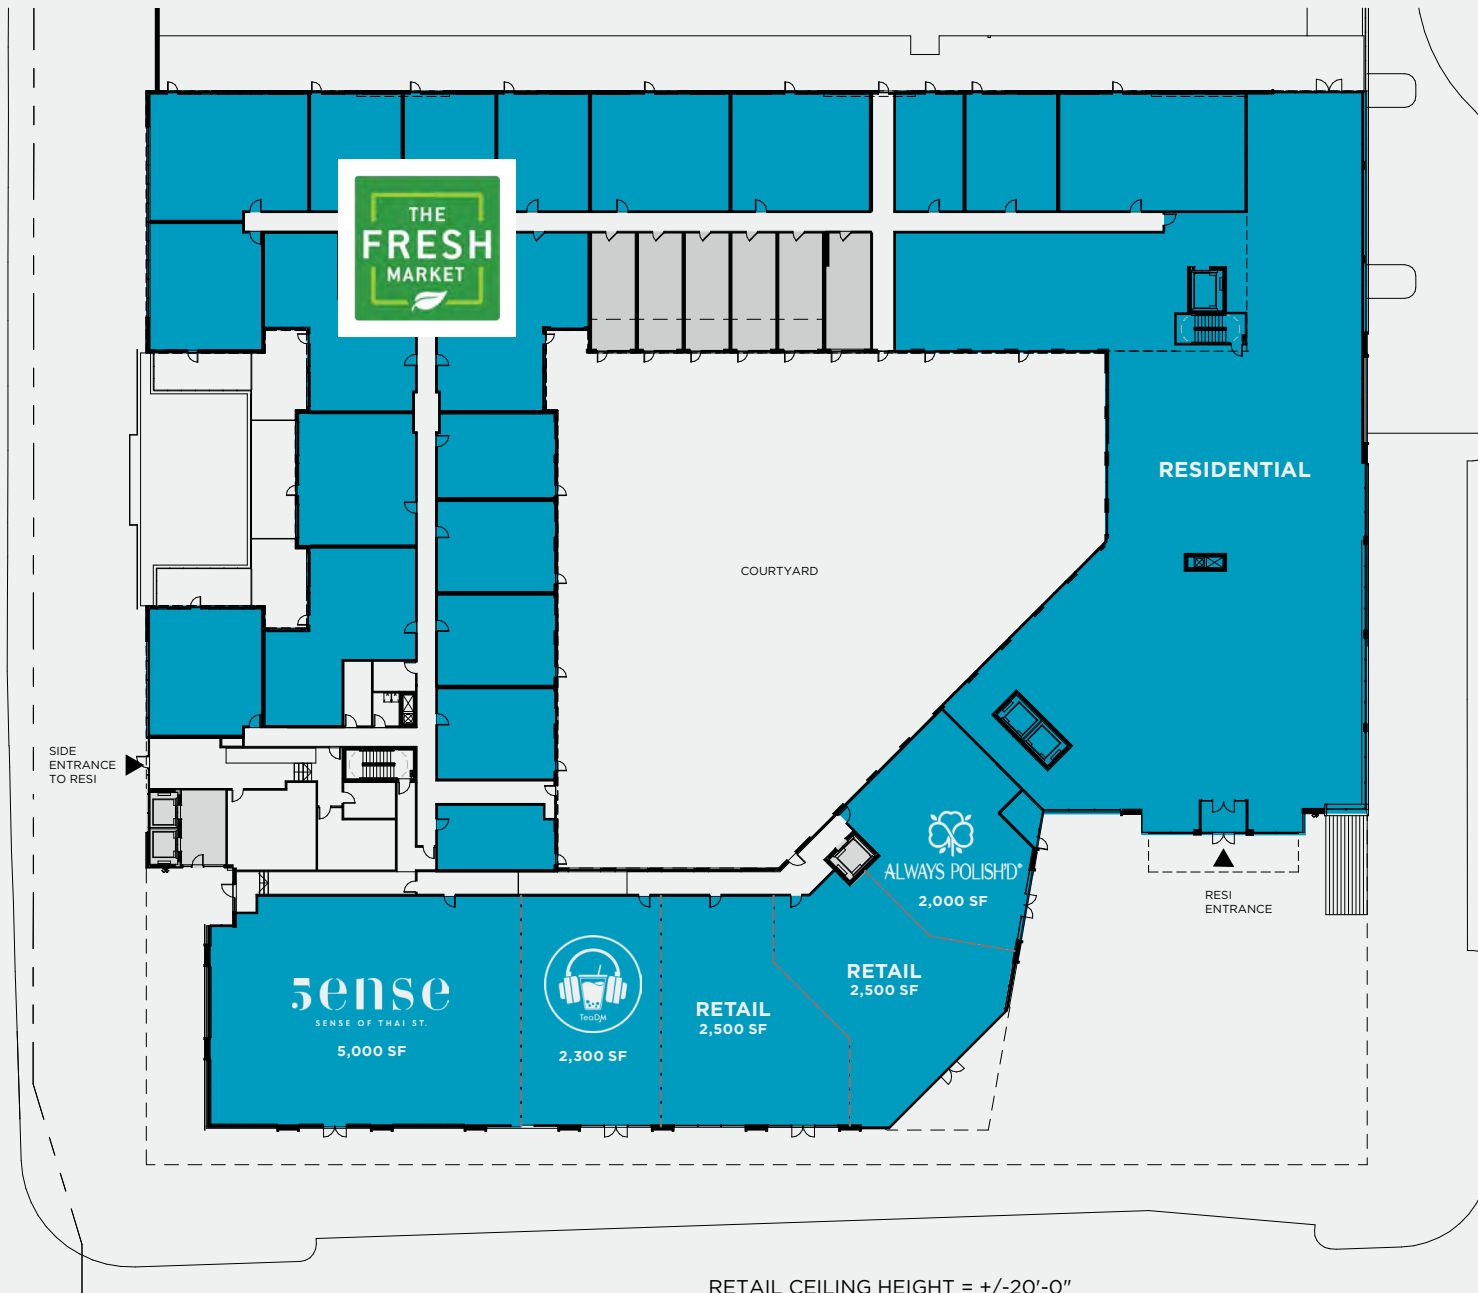 THE
FRESH
MARKET
RESIDENTIAL
COURTYARD
SIDE
ENTRANCE
TO RESI
ALWAYS POLISH'D®
2,000 SF
RESI
ENTRANCE
5ense
SENSE OF THAI ST.
5,000 SF
TeaDM
2,300 SF
RETAIL
2,500 SF
RETAIL
2,500 SF
RETAIL CEILING HEIGHT = +/-20'-0"